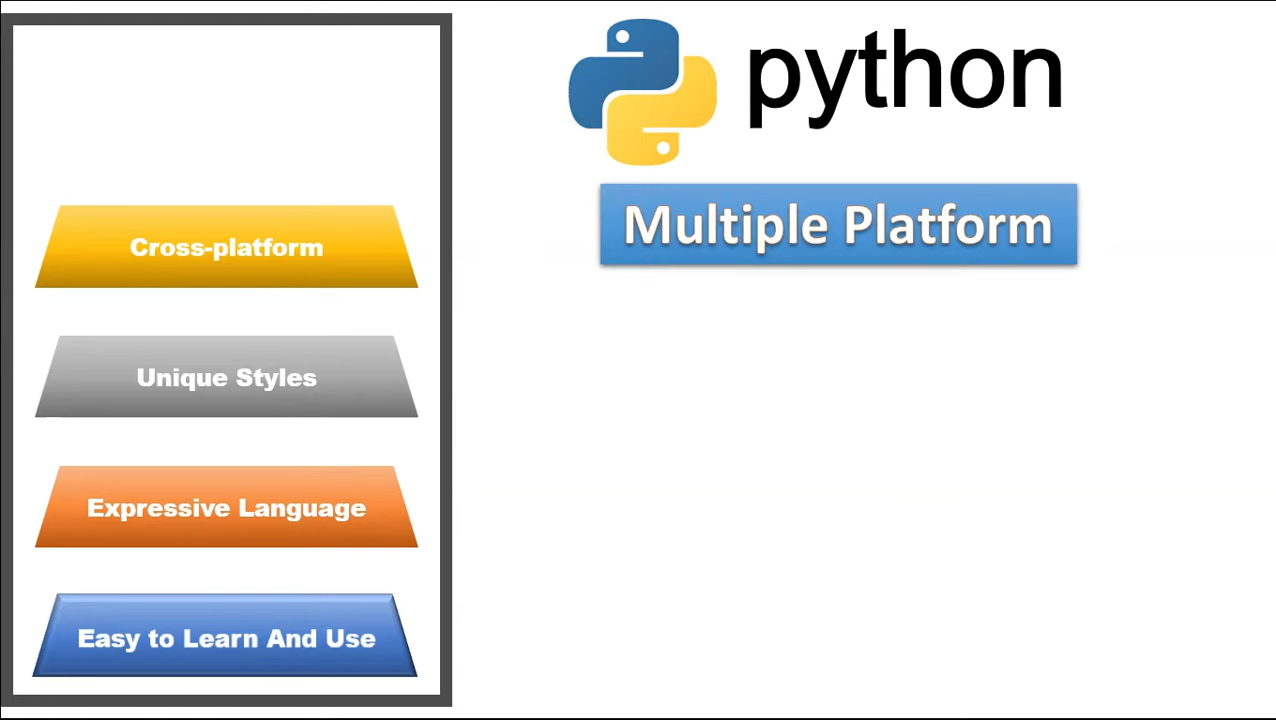 python
Multiple Platform
Cross-platform
Unique Styles
Expressive Language
Easy to Learn And Use